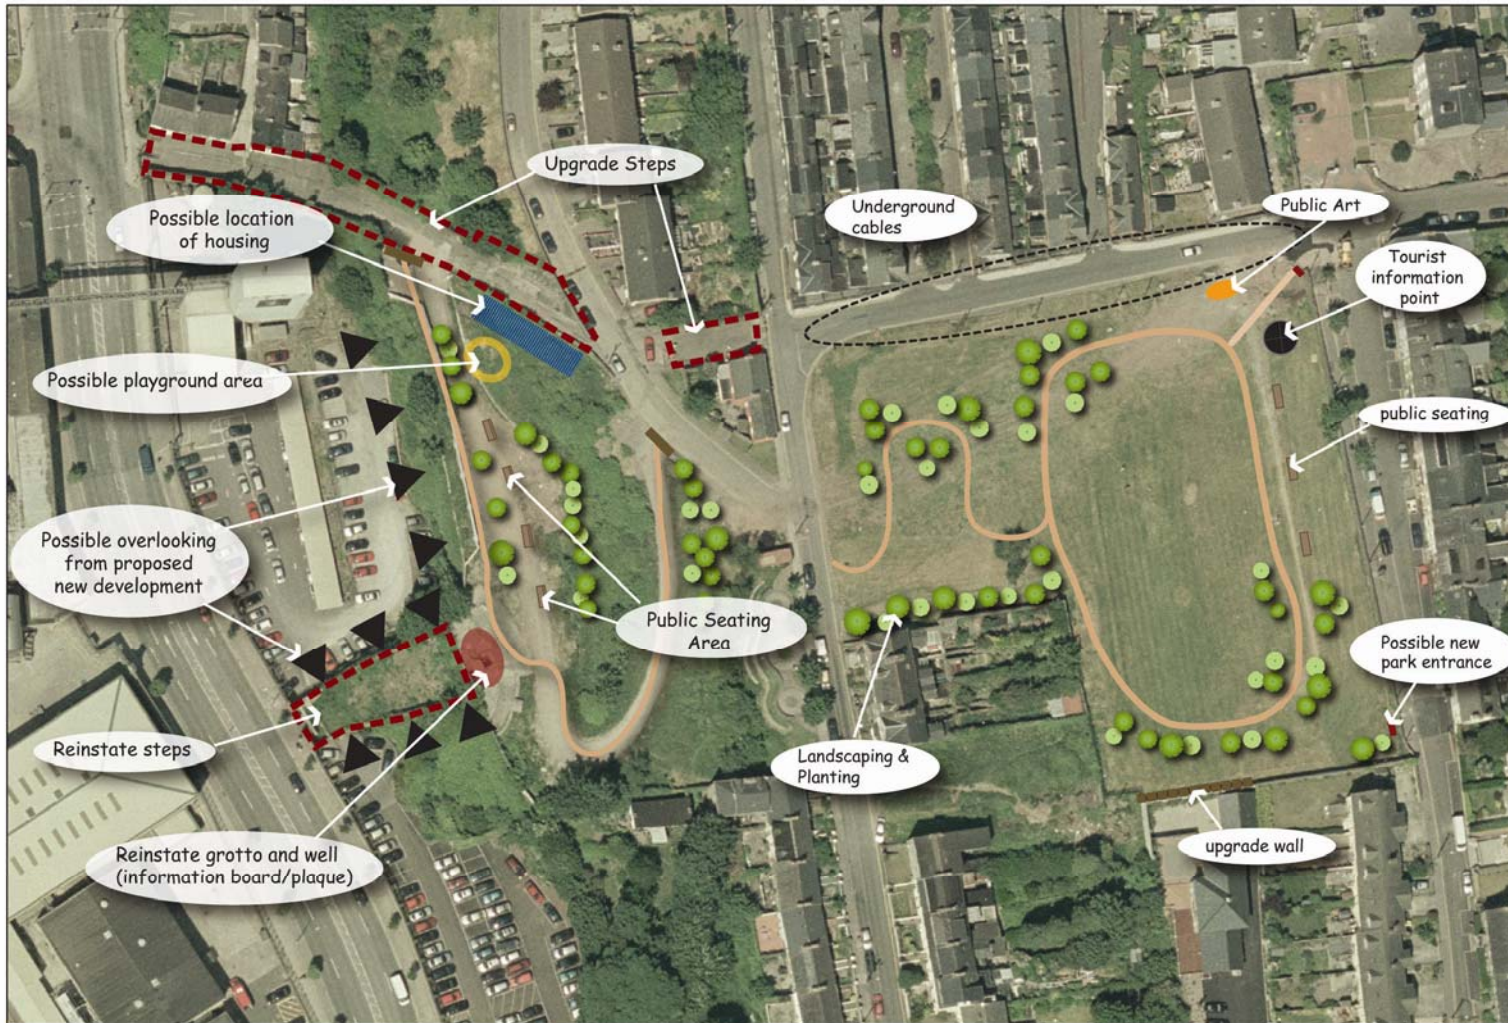 Upgrade Steps
Possible location
of housing
Underground
cables
Public Art
Tourist
information
point
Possible playground area
public seating
Possible overlooking
from proposed
new development
Public Seating
Area
Possible new
park entrance
Reinstate steps
Landscaping &
Planting
upgrade wall
Reinstate grotto and well
(information board/plaque)